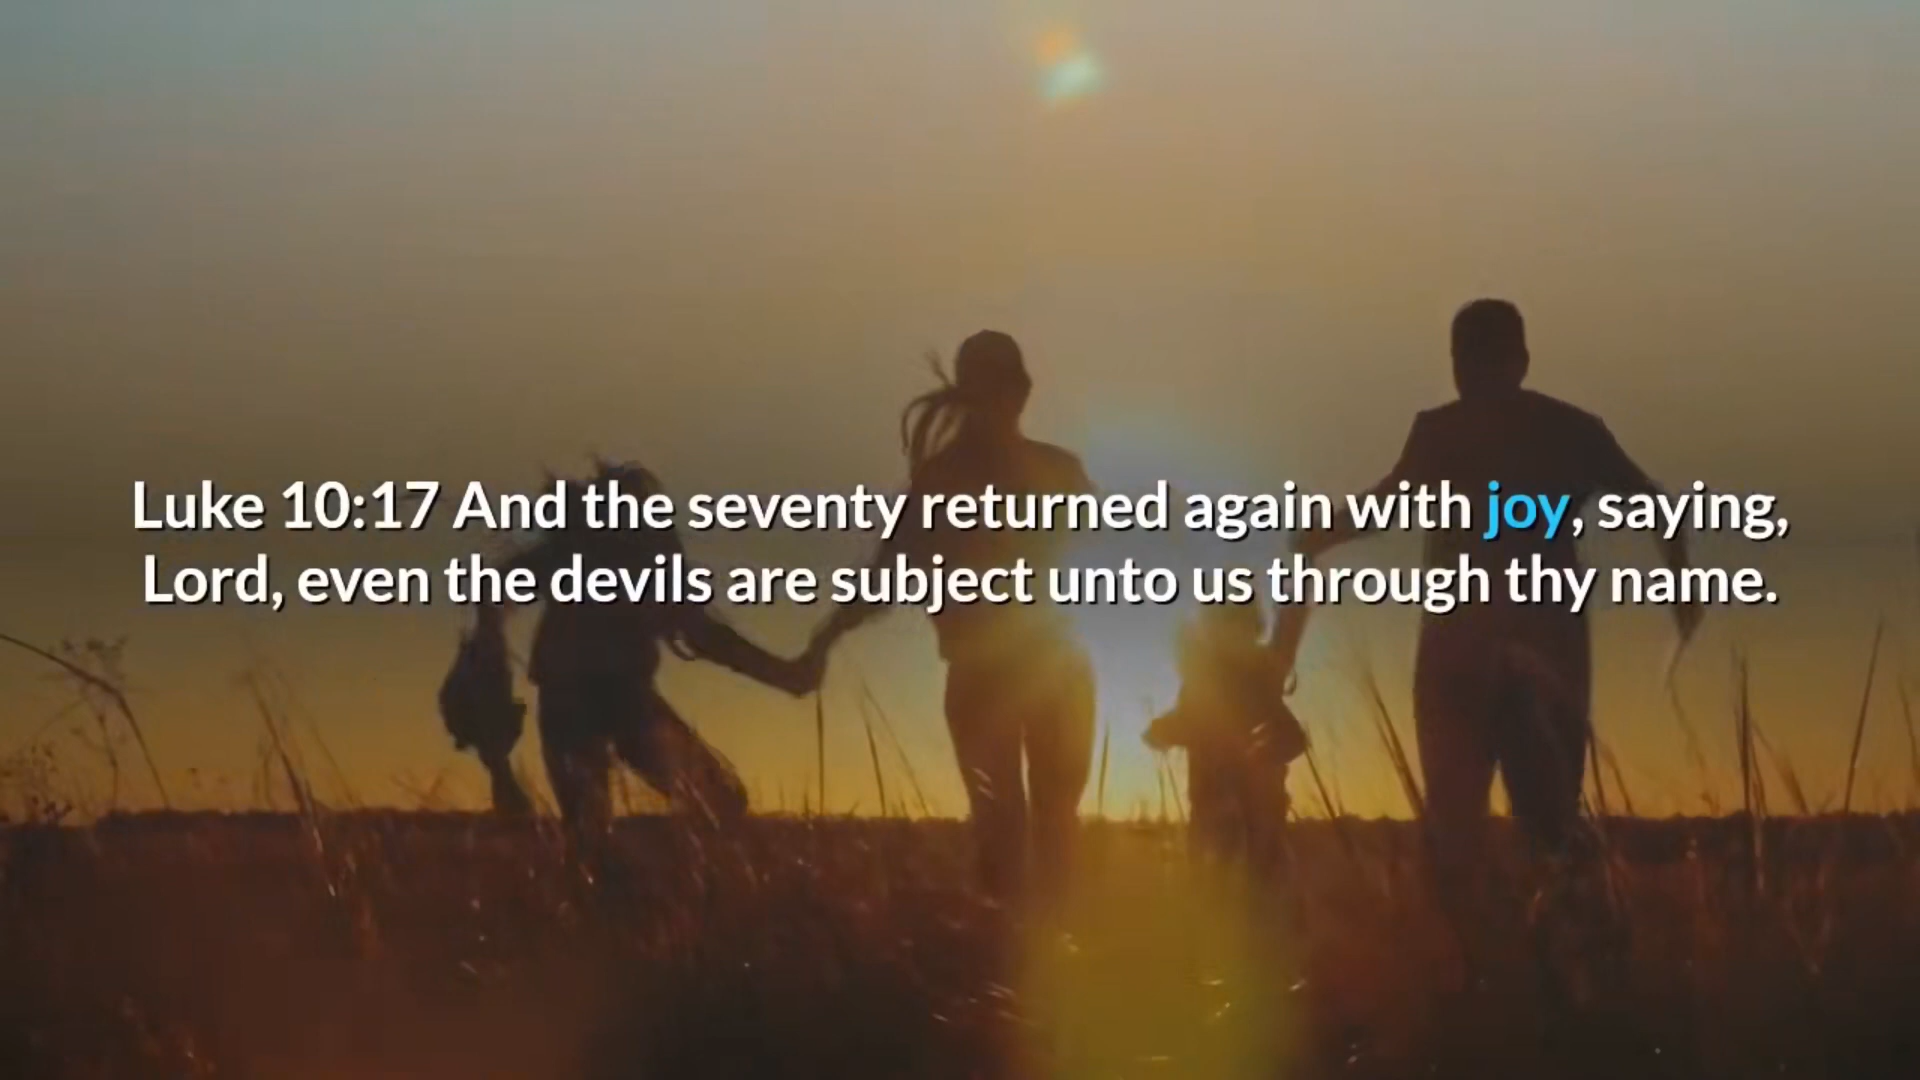 Luke 10:17 And the seventy returned again with joy, saying,
Lord, even the devils are subject unto us through thy name.